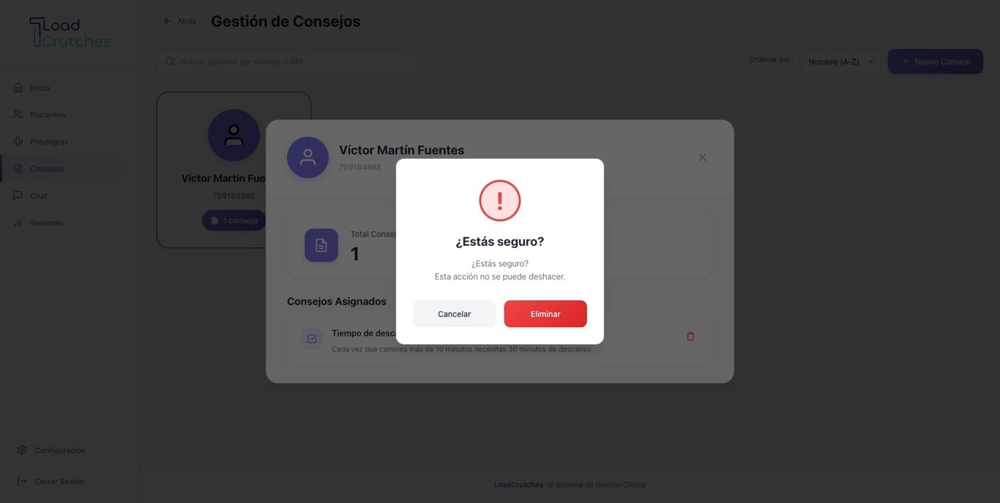 Load
Crutches
Inicio
Pacientes
Patologías
Consejos
Chat
Sesiones
Configuración
Cerrar Sesión
Atrás
Gestión de Consejos
Buscar paciente por nombre o DNI...
Ordenar por:
Nombre (A-Z)
Nuevo Consejo
Víctor Martín Fue
70918498E
1 consejo
Víctor Martín Fuentes
70918498E
Total Consej
1
Consejos Asignados
Tiempo de desca
Cada vez que camines más de 10 minutos necesitas 30 minutos de descanso.
!
¿Estás seguro?
¿Estás seguro?
Esta acción no se puede deshacer.
Cancelar
Eliminar
LoadCrutches © Sistema de Gestión Clínica